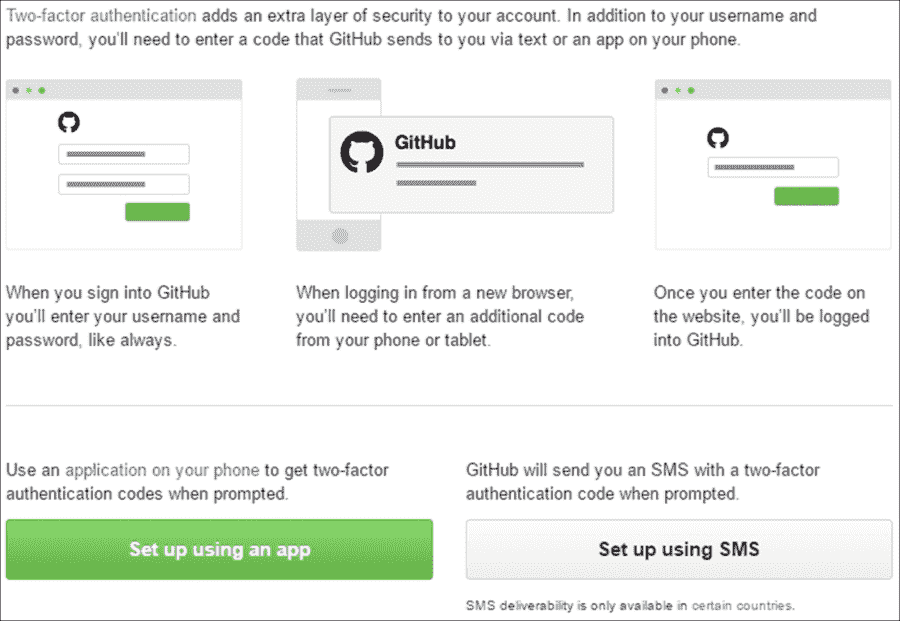 Two-factor authentication adds an extra layer of security to your account. In addition to your username and
password, you'll need to enter a code that GitHub sends to you via text or an app on your phone.
GitHub
When you sign into GitHub
you'll enter your username and
password, like always.
When logging in from a new browser,
you'll need to enter an additional code
from your phone or tablet.
Once you enter the code on
the website, you'll be logged
into GitHub.
Use an application on your phone to get two-factor
authentication codes when prompted.
Set up using an app
GitHub will send you an SMS with a two-factor
authentication code when prompted.
Set up using SMS
SMS deliverability is only available in certain countries.